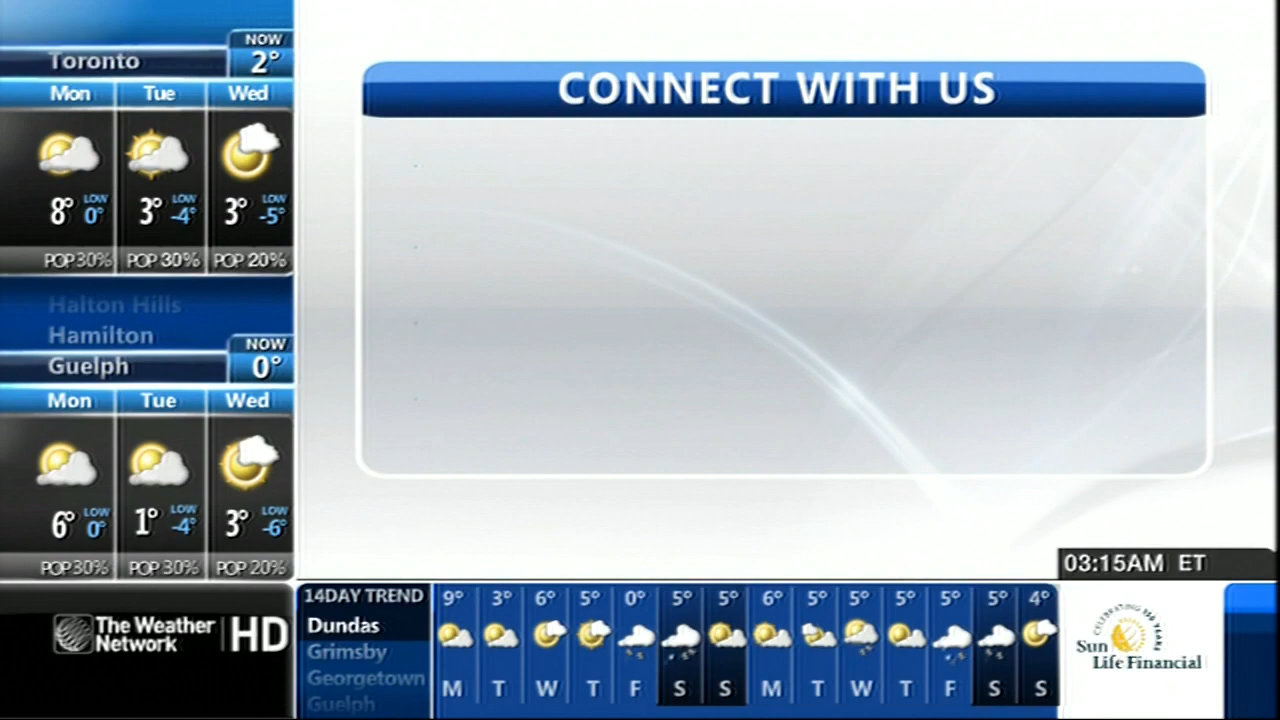 NOW
Toronto 2°
Mon Tue Wed
8° LOW 0° 3° LOW -4° 3° LOW -5°
POP 30% POP 30% POP 20%
Halton Hills
Hamilton
NOW
Guelph 0°
Mon Tue Wed
6° LOW 0° 1° LOW -4° 3° LOW -6°
POP 30% POP 30% POP 20%
The Weather
Network HD
CONNECT WITH US
03:15AM ET
14DAY TREND 9° 3° 6° 5° 0° 5° 5° 6° 5° 5° 5° 5° 5° 4°
Dundas
Grimsby
Georgetown
Guelph
M T W T F S S M T W T F S S
CELEBRATING 150 YEARS
Sun
Life Financial